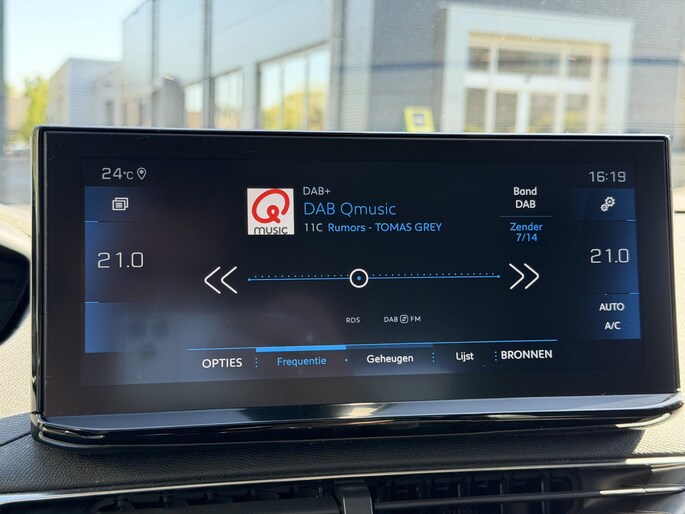 24°C
16:19
DAB+
DAB Qmusic
11C Rumors - TOMAS GREY
Q
MUSIC
Band
DAB
Zender
7/14
21.0
21.0
RDS
DAB FM
AUTO
A/C
OPTIES
Frequentie
Geheugen
Lijst
BRONNEN